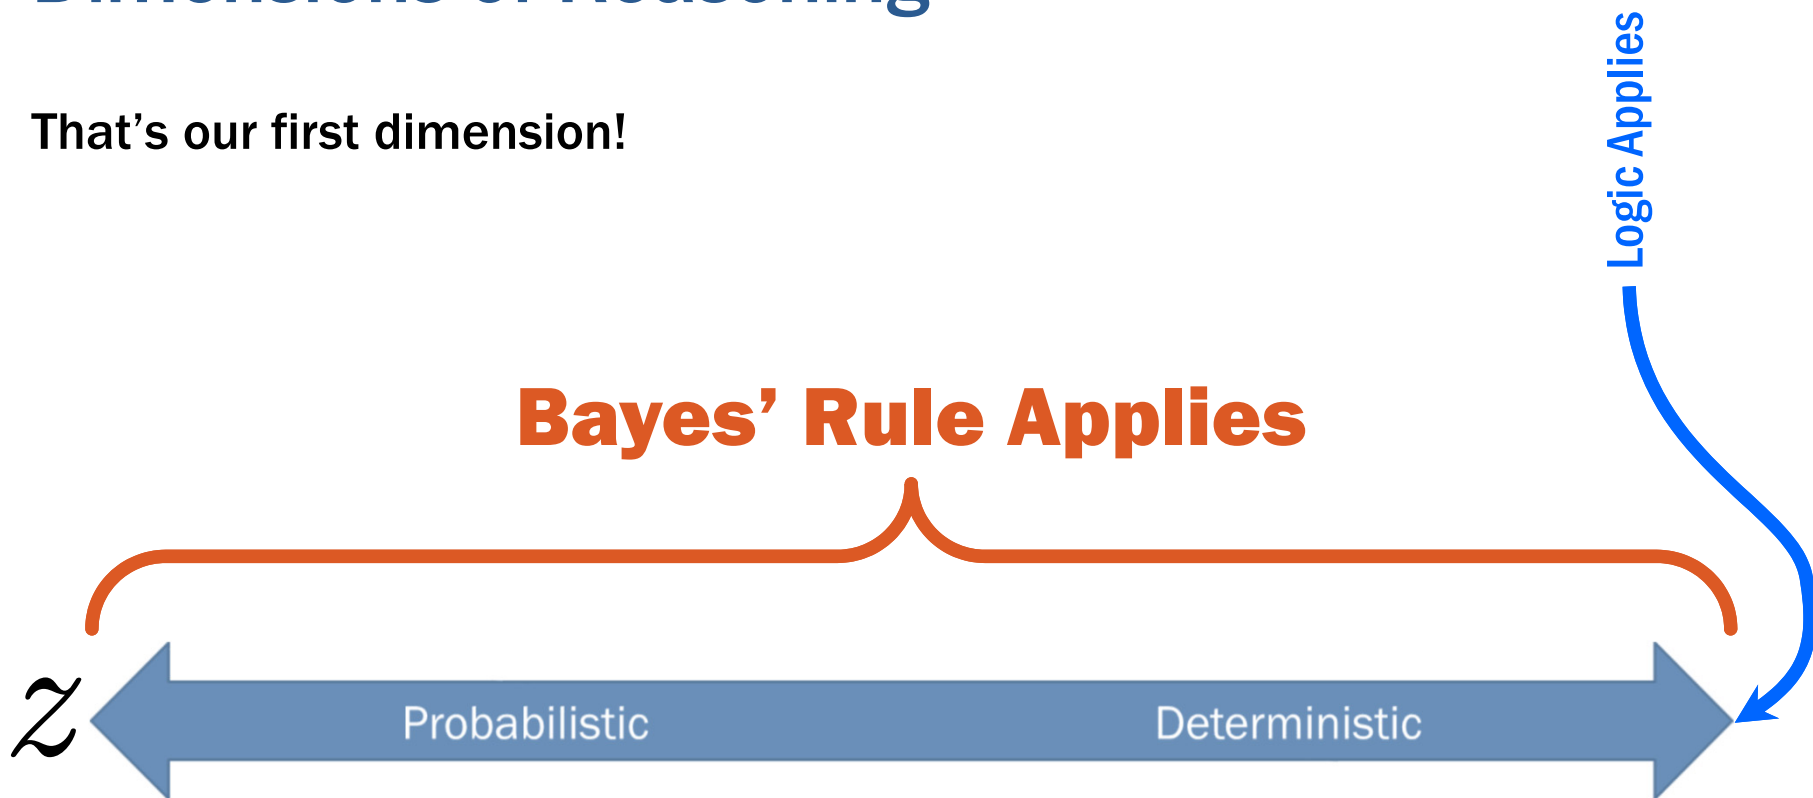 That’s our first dimension!
Logic Applies
Bayes’ Rule Applies
z
Probabilistic
Deterministic